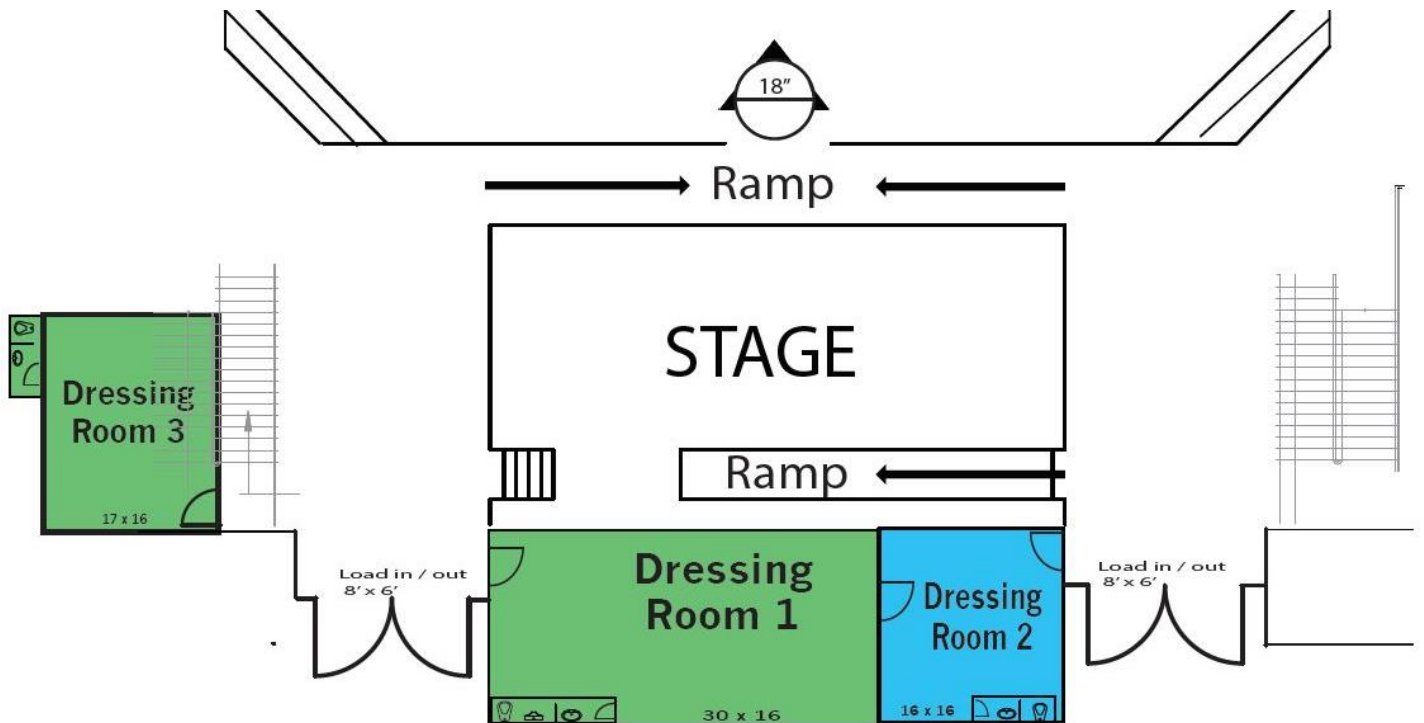 18"
Ramp
STAGE
Dressing
Room 3
17 x 16
Ramp
Load in / out
8' x 6'
Dressing
Room 1
30 x 16
Dressing
Room 2
16 x 16
Load in / out
8' x 6'